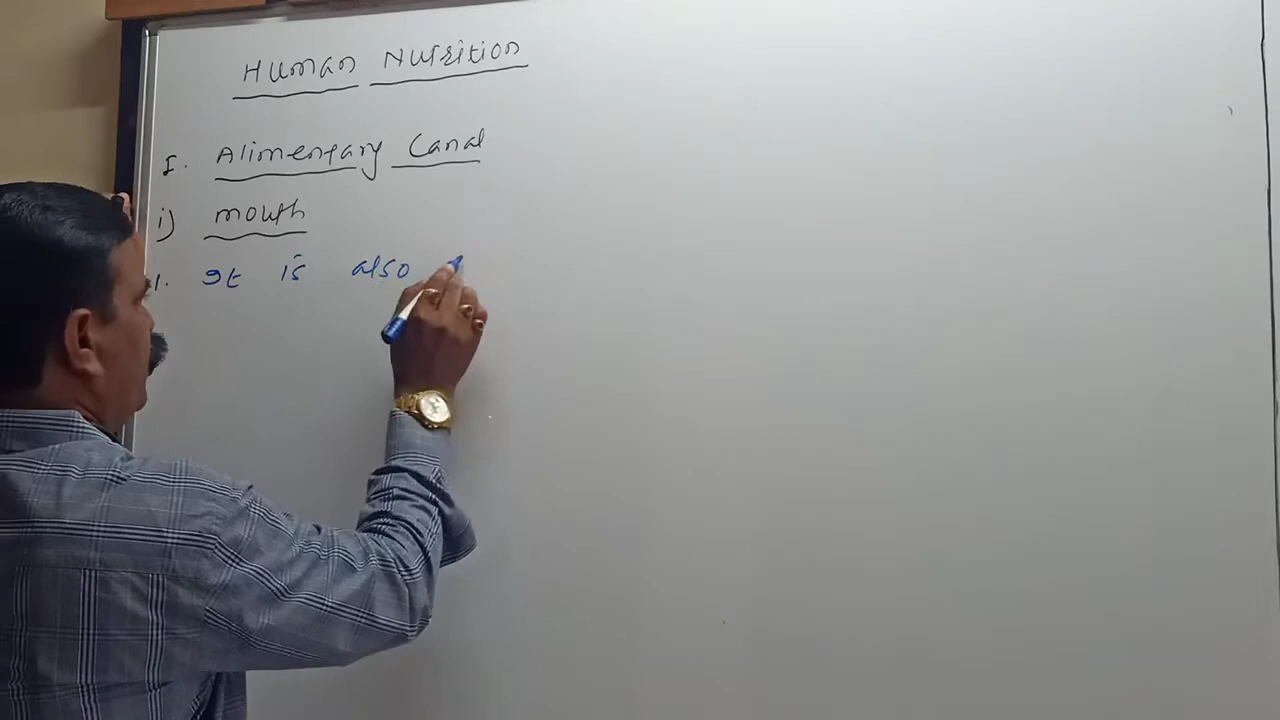 Human Nutrition
I. Alimentary Canal
i) mouth
1. It is also